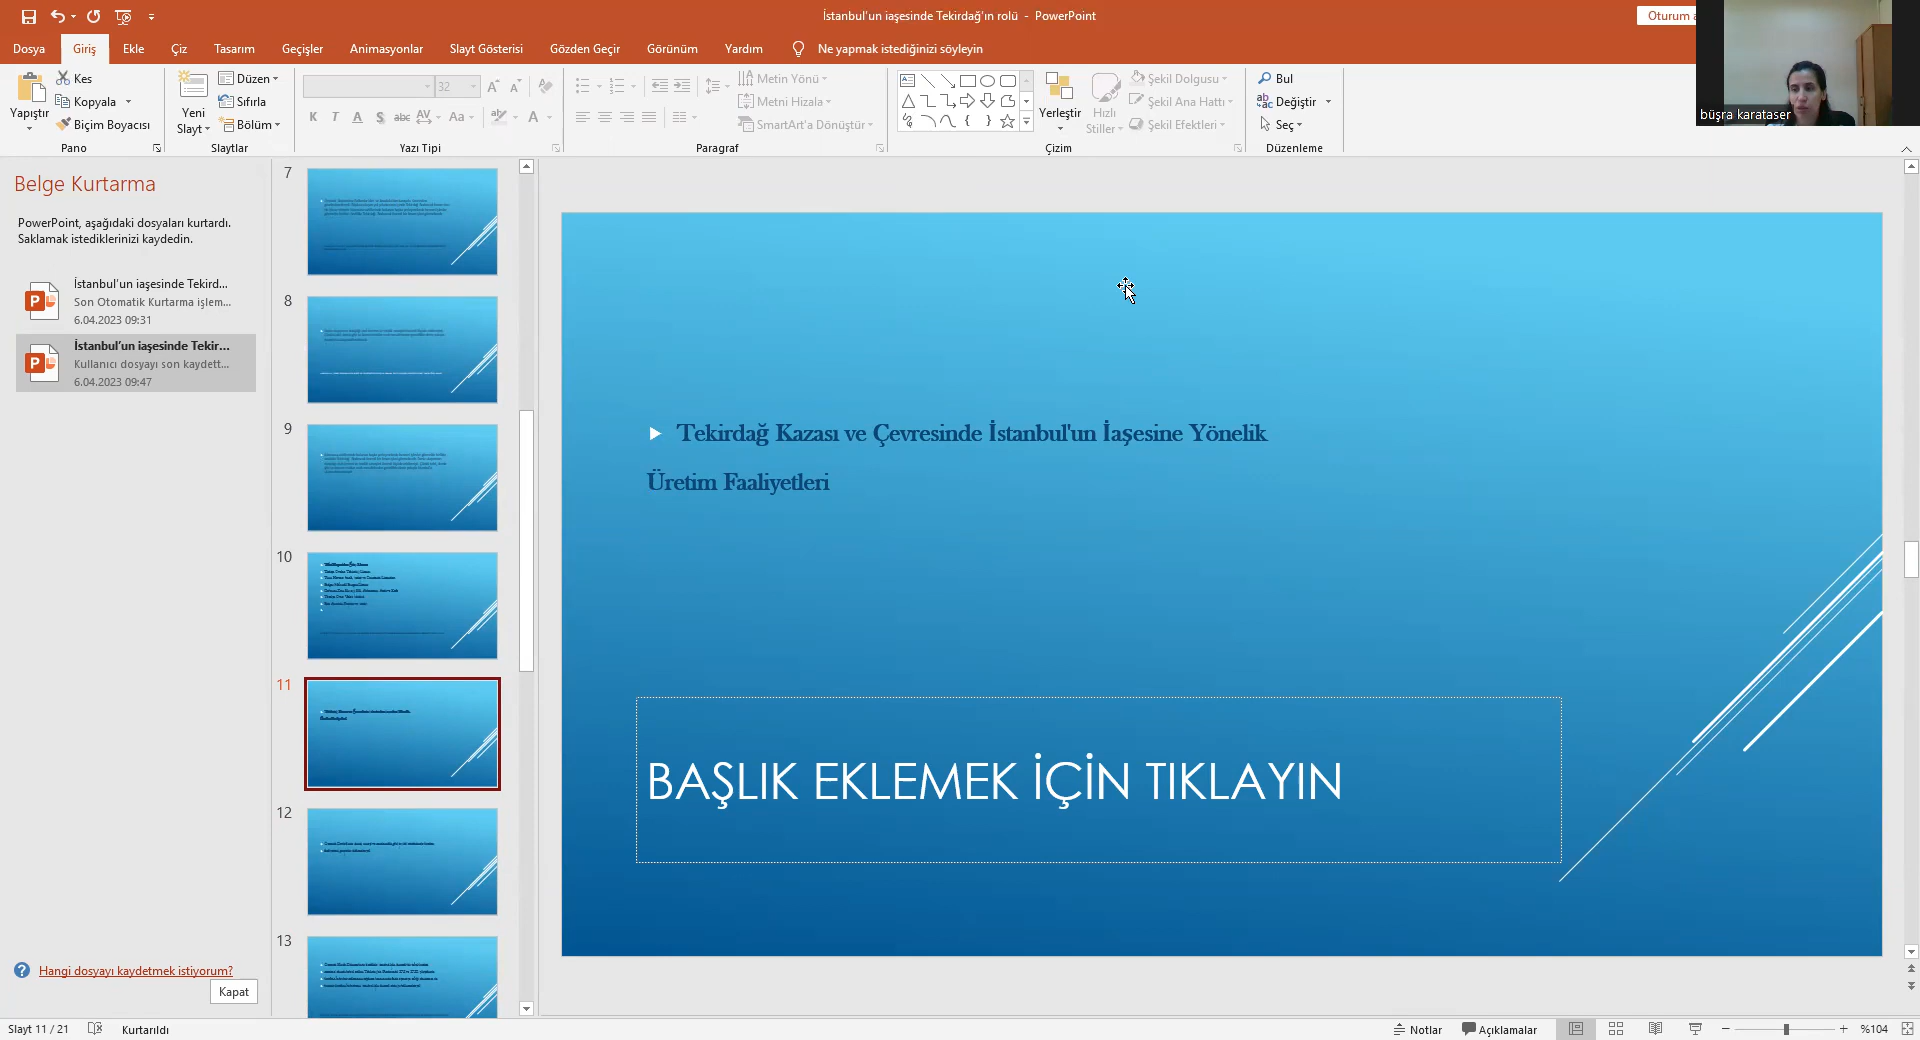 İstanbul'un iaşesinde Tekirdağ'ın rolü - PowerPoint
Oturum a
Dosya Giriş Ekle Çiz Tasarım Geçişler Animasyonlar Slayt Gösterisi Gözden Geçir Görünüm Yardım Ne yapmak istediğinizi söyleyin
Yapıştır
Kes
Kopyala
Biçim Boyacısı
Pano
Yeni
Slayt
Düzen
Sıfırla
Bölüm
Slaytlar
32
K T A S abc AV Aa A
Yazı Tipi
Metin Yönü
Metni Hizala
SmartArt'a Dönüştür
Paragraf
Yerleştir
Hızlı
Stiller
Şekil Dolgusu
Şekil Ana Hattı
Şekil Efektleri
Çizim
Bul
Değiştir
Seç
Düzenleme
büşra karataser
Belge Kurtarma
PowerPoint, aşağıdaki dosyaları kurtardı.
Saklamak istediklerinizi kaydedin.
İstanbul'un iaşesinde Tekird...
Son Otomatik Kurtarma işlem...
6.04.2023 09:31
İstanbul'un iaşesinde Tekir...
Kullanıcı dosyayı son kaydett...
6.04.2023 09:47
Hangi dosyayı kaydetmek istiyorum?
Kapat
7
8
9
10
11
12
13
Tekirdağ Kazası ve Çevresinde İstanbul'un İaşesine Yönelik
Üretim Faaliyetleri
BAŞLIK EKLEMEK İÇİN TIKLAYIN
Slayt 11 / 21
Kurtarıldı
Notlar
Açıklamalar
%104